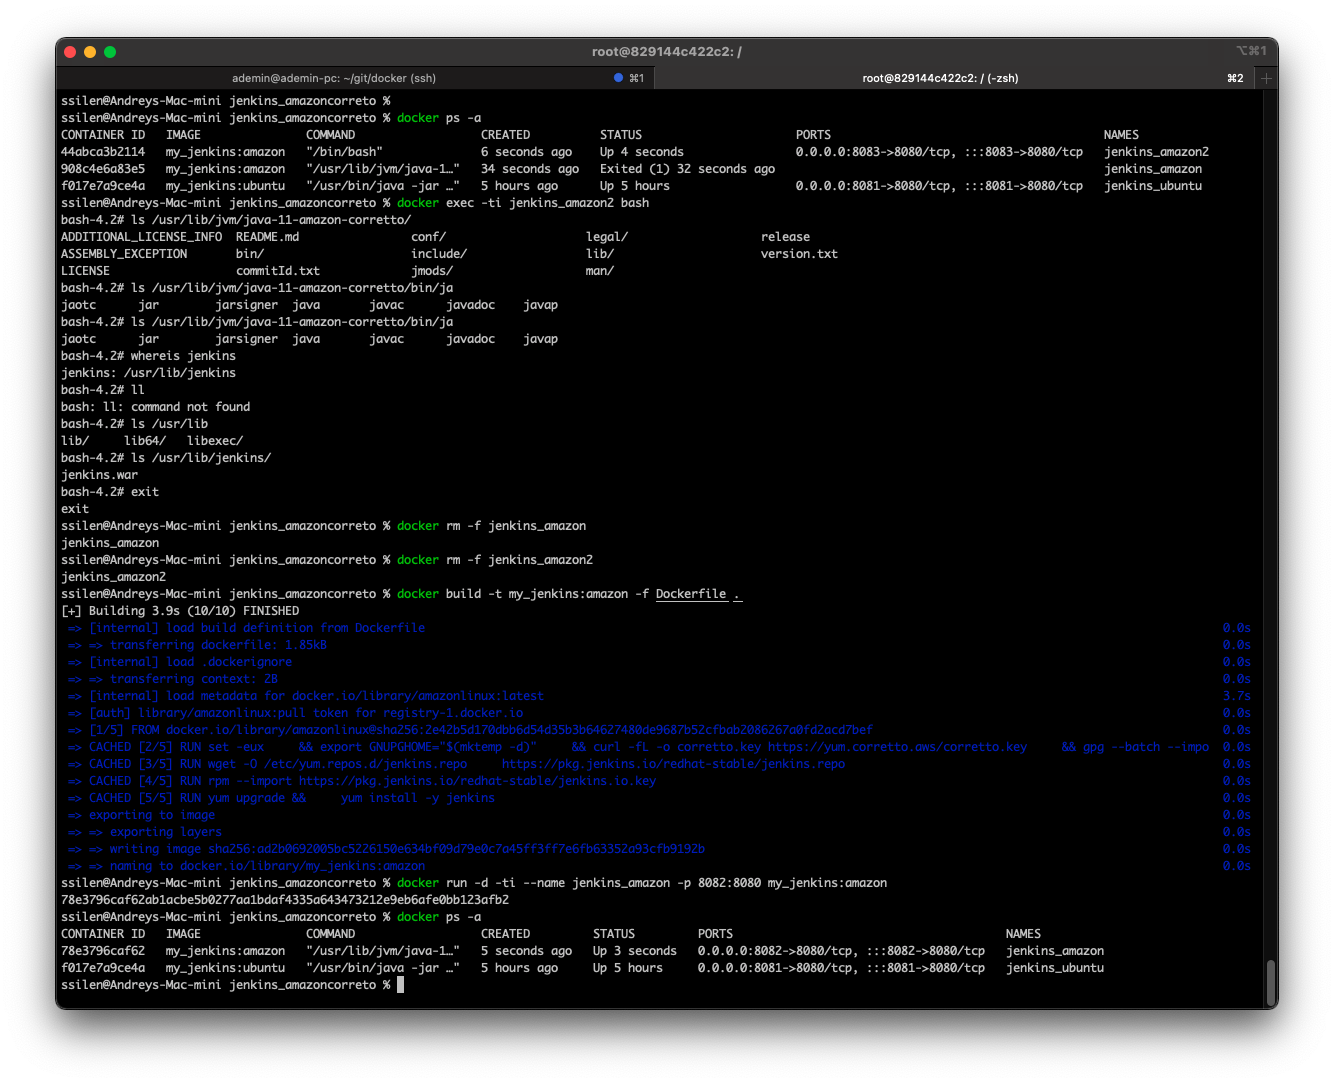 root@829144c422c2: /
⌥⌘1
ademin@ademin-pc: ~/git/docker (ssh) ⌘1 root@829144c422c2: / (-zsh) ⌘2 +
ssilen@Andreys-Mac-mini jenkins_amazoncorreto %
ssilen@Andreys-Mac-mini jenkins_amazoncorreto % docker ps -a
CONTAINER ID IMAGE COMMAND CREATED STATUS PORTS NAMES
44abca3b2114 my_jenkins:amazon "/bin/bash" 6 seconds ago Up 4 seconds 0.0.0.0:8083->8080/tcp, :::8083->8080/tcp jenkins_amazon2
908c4e6a83e5 my_jenkins:amazon "/usr/lib/jvm/java-1…" 34 seconds ago Exited (1) 32 seconds ago jenkins_amazon
f017e7a9ce4a my_jenkins:ubuntu "/usr/bin/java -jar …" 5 hours ago Up 5 hours 0.0.0.0:8081->8080/tcp, :::8081->8080/tcp jenkins_ubuntu
ssilen@Andreys-Mac-mini jenkins_amazoncorreto % docker exec -ti jenkins_amazon2 bash
bash-4.2# ls /usr/lib/jvm/java-11-amazon-corretto/
ADDITIONAL_LICENSE_INFO README.md conf/ legal/ release
ASSEMBLY_EXCEPTION bin/ include/ lib/ version.txt
LICENSE commitId.txt jmods/ man/
bash-4.2# ls /usr/lib/jvm/java-11-amazon-corretto/bin/ja
jaotc jar jarsigner java javac javadoc javap
bash-4.2# ls /usr/lib/jvm/java-11-amazon-corretto/bin/ja
jaotc jar jarsigner java javac javadoc javap
bash-4.2# whereis jenkins
jenkins: /usr/lib/jenkins
bash-4.2# ll
bash: ll: command not found
bash-4.2# ls /usr/lib
lib/ lib64/ libexec/
bash-4.2# ls /usr/lib/jenkins/
jenkins.war
bash-4.2# exit
exit
ssilen@Andreys-Mac-mini jenkins_amazoncorreto % docker rm -f jenkins_amazon
jenkins_amazon
ssilen@Andreys-Mac-mini jenkins_amazoncorreto % docker rm -f jenkins_amazon2
jenkins_amazon2
ssilen@Andreys-Mac-mini jenkins_amazoncorreto % docker build -t my_jenkins:amazon -f Dockerfile .
[+] Building 3.9s (10/10) FINISHED
=> [internal] load build definition from Dockerfile 0.0s
=> => transferring dockerfile: 1.85kB 0.0s
=> [internal] load .dockerignore 0.0s
=> => transferring context: 2B 0.0s
=> [internal] load metadata for docker.io/library/amazonlinux:latest 3.7s
=> [auth] library/amazonlinux:pull token for registry-1.docker.io 0.0s
=> [1/5] FROM docker.io/library/amazonlinux@sha256:2e42b5d170dbb6d54d35b3b64627480de9687b52cfbab2086267a0fd2acd7bef 0.0s
=> CACHED [2/5] RUN set -eux && export GNUPGHOME="$(mktemp -d)" && curl -fL -o corretto.key https://yum.corretto.aws/corretto.key && gpg --batch --impo 0.0s
=> CACHED [3/5] RUN wget -O /etc/yum.repos.d/jenkins.repo https://pkg.jenkins.io/redhat-stable/jenkins.repo 0.0s
=> CACHED [4/5] RUN rpm --import https://pkg.jenkins.io/redhat-stable/jenkins.io.key 0.0s
=> CACHED [5/5] RUN yum upgrade && yum install -y jenkins 0.0s
=> exporting to image 0.0s
=> => exporting layers 0.0s
=> => writing image sha256:ad2b0692005bc5226150e634bf09d79e0c7a45ff3ff7e6fb63352a93cfb9192b 0.0s
=> => naming to docker.io/library/my_jenkins:amazon 0.0s
ssilen@Andreys-Mac-mini jenkins_amazoncorreto % docker run -d -ti --name jenkins_amazon -p 8082:8080 my_jenkins:amazon
78e3796caf62ab1acbe5b0277aa1bdaf4335a643473212e9eb6afe0bb123afb2
ssilen@Andreys-Mac-mini jenkins_amazoncorreto % docker ps -a
CONTAINER ID IMAGE COMMAND CREATED STATUS PORTS NAMES
78e3796caf62 my_jenkins:amazon "/usr/lib/jvm/java-1…" 5 seconds ago Up 3 seconds 0.0.0.0:8082->8080/tcp, :::8082->8080/tcp jenkins_amazon
f017e7a9ce4a my_jenkins:ubuntu "/usr/bin/java -jar …" 5 hours ago Up 5 hours 0.0.0.0:8081->8080/tcp, :::8081->8080/tcp jenkins_ubuntu
ssilen@Andreys-Mac-mini jenkins_amazoncorreto %